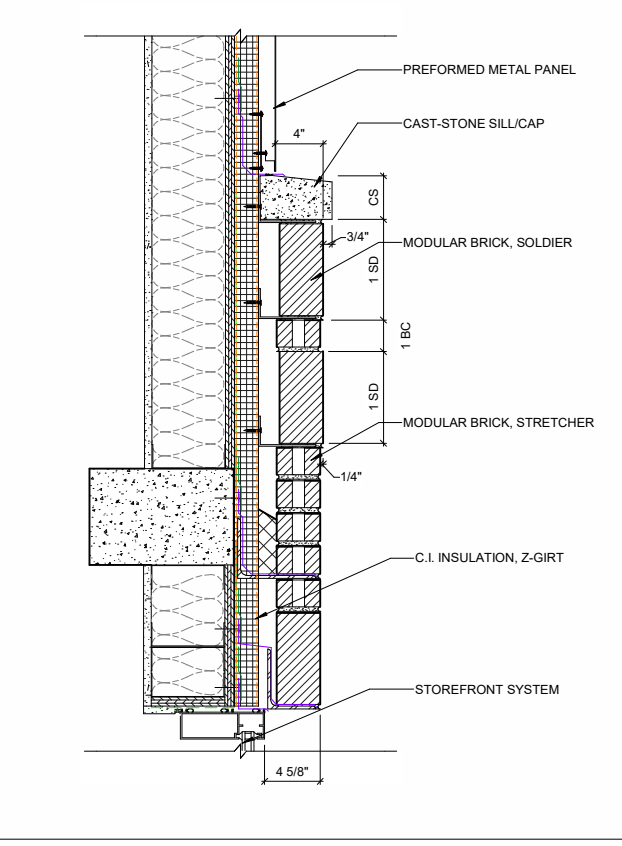 PREFORMED METAL PANEL
CAST-STONE SILL/CAP
4"
CS
3/4"
MODULAR BRICK, SOLDIER
1 SD
1 BC
1 SD
MODULAR BRICK, STRETCHER
1/4"
C.I. INSULATION, Z-GIRT
STOREFRONT SYSTEM
4 5/8"